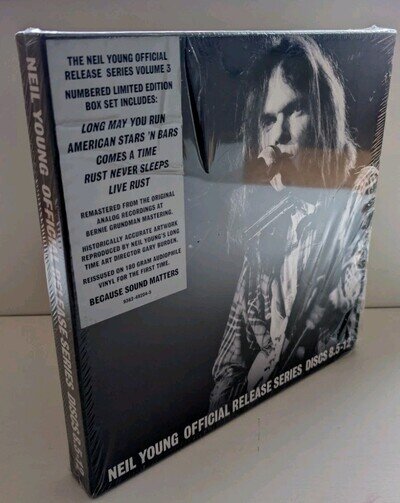 THE NEIL YOUNG OFFICIAL
RELEASE SERIES VOLUME 3
NUMBERED LIMITED EDITION
BOX SET INCLUDES:
LONG MAY YOU RUN
AMERICAN STARS 'N BARS
COMES A TIME
RUST NEVER SLEEPS
LIVE RUST
REMASTERED FROM THE ORIGINAL
ANALOG RECORDINGS AT
BERNIE GRUNDMAN MASTERING.
HISTORICALLY ACCURATE ARTWORK
REPRODUCED BY NEIL YOUNG'S LONG
TIME ART DIRECTOR GARY BURDEN.
REISSUED ON 180 GRAM AUDIOPHILE
VINYL FOR THE FIRST TIME.
BECAUSE SOUND MATTERS
NEIL YOUNG OFFICIAL RELEASE SERIES DISCS 8.5-12
NEIL YOUNG OFFICIAL RELEASE SERIES DISCS 8.5-12